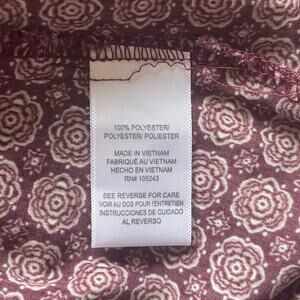 100% POLYESTER/
POLYESTER/ POLIESTER
MADE IN VIETNAM
FABRIQUÉ AU VIETNAM
HECHO EN VIETNAM
RN# 105243
SEE REVERSE FOR CARE
VOIR AU DOS POUR l'ENTRETIEN
INSTRUCCIONES DE CUIDADO
AL REVERSO